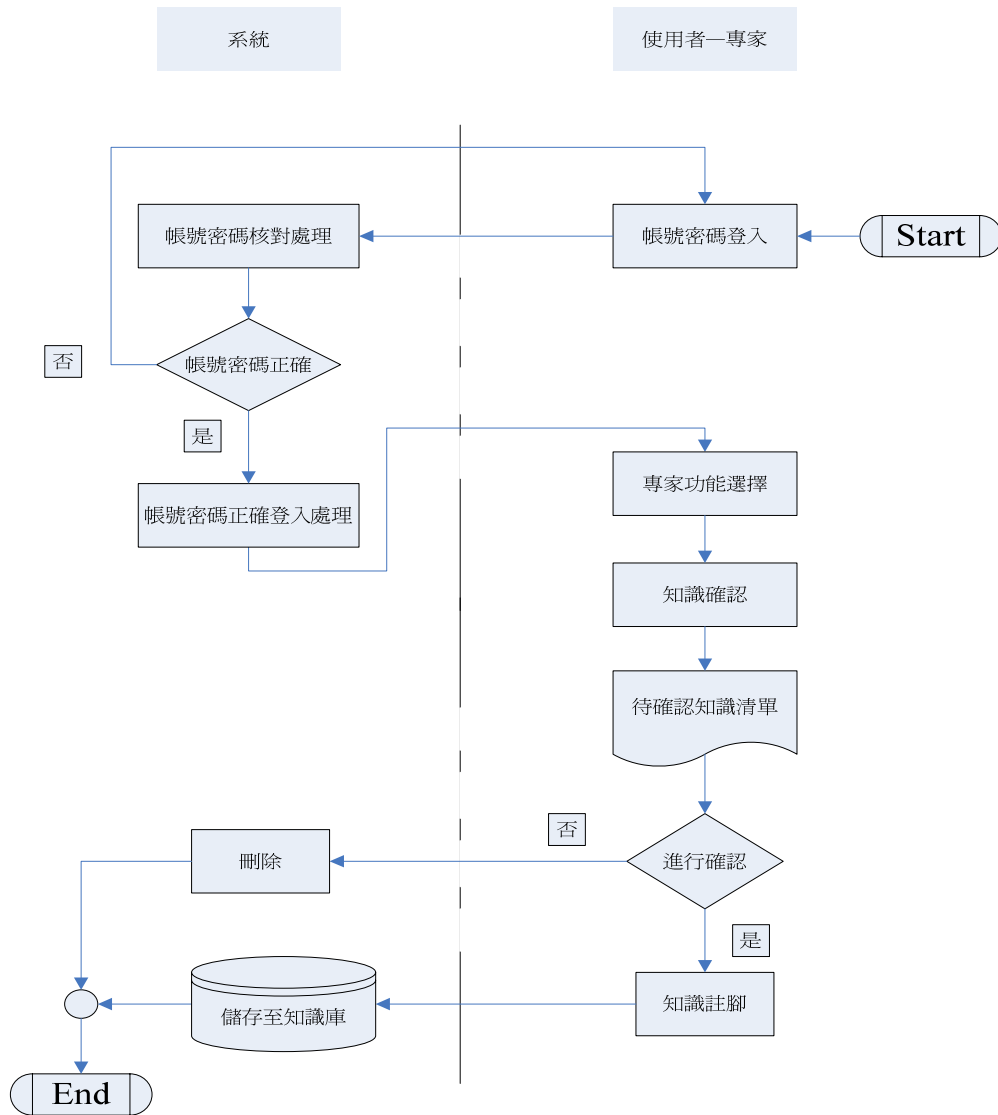 系統
使用者—專家
帳號密碼核對處理
帳號密碼登入
Start
否
帳號密碼正確
是
專家功能選擇
帳號密碼正確登入處理
知識確認
待確認知識清單
否
刪除
進行確認
是
儲存至知識庫
知識註腳
End